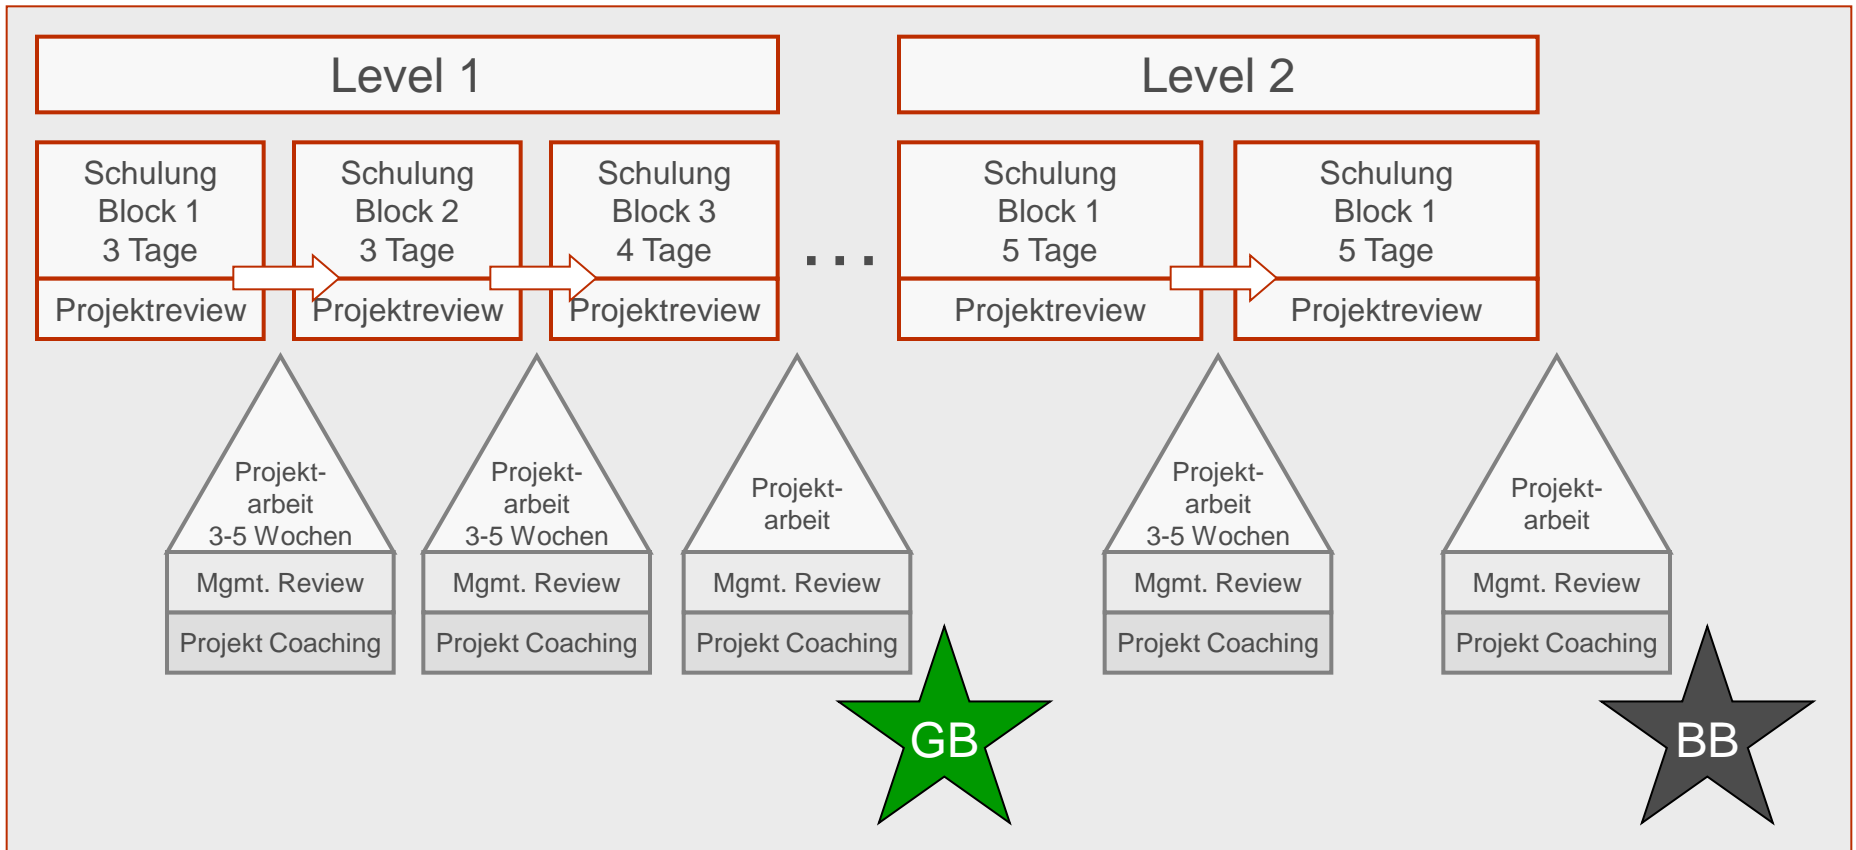 Level 1
Level 2
Schulung
Block 1
3 Tage
Projektreview
Schulung
Block 2
3 Tage
Projektreview
Schulung
Block 3
4 Tage
Projektreview
...
Schulung
Block 1
5 Tage
Projektreview
Schulung
Block 1
5 Tage
Projektreview
Projekt-
arbeit
3-5 Wochen
Mgmt. Review
Projekt Coaching
Projekt-
arbeit
3-5 Wochen
Mgmt. Review
Projekt Coaching
Projekt-
arbeit
Mgmt. Review
Projekt Coaching
GB
Projekt-
arbeit
3-5 Wochen
Mgmt. Review
Projekt Coaching
Projekt-
arbeit
Mgmt. Review
Projekt Coaching
BB